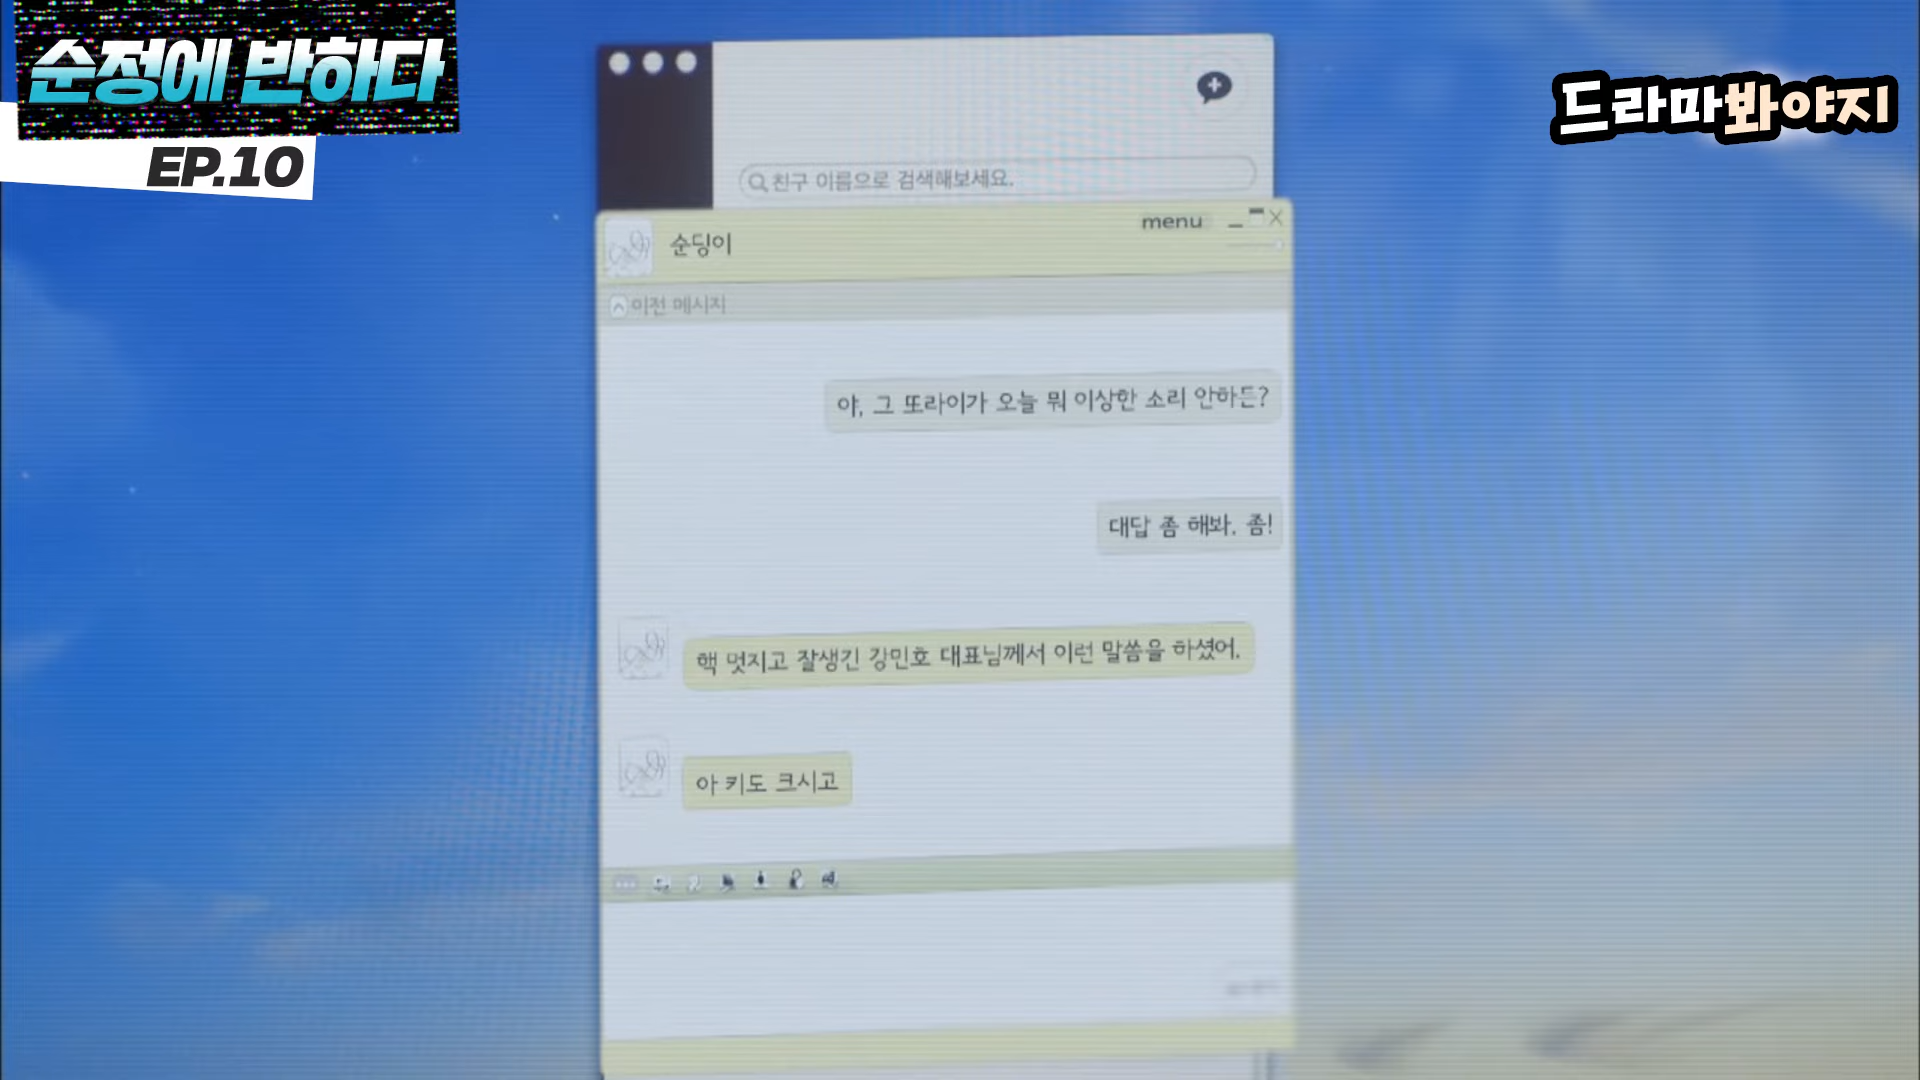 순정에 반하다
EP.10
드라마봐야지
친구 이름으로 검색해보세요.
menu
순딩이
이전 메시지
야, 그 또라이가 오늘 뭐 이상한 소리 안하든?
대답 좀 해봐. 좀!
핵 멋지고 잘생긴 강민호 대표님께서 이런 말씀을 하셨어.
아 키도 크시고